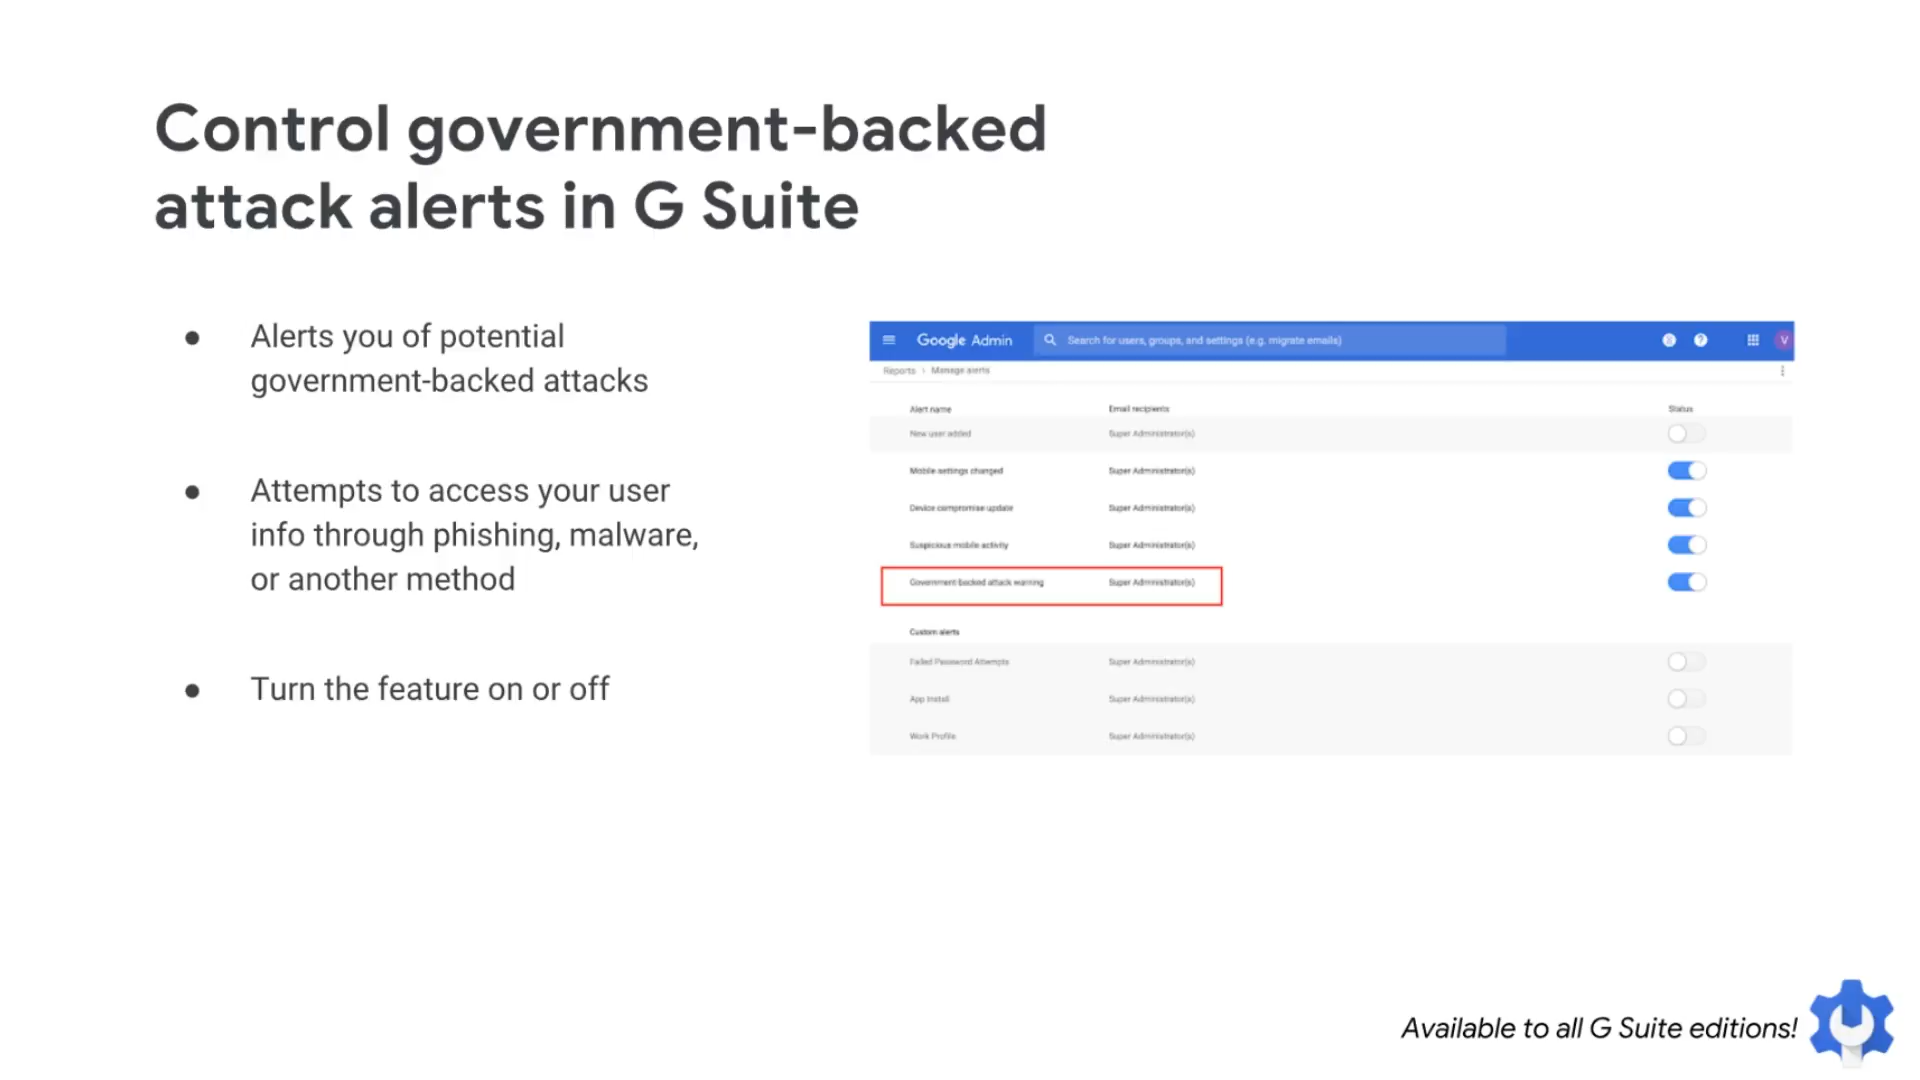 Control government-backed
attack alerts in G Suite
● Alerts you of potential
government-backed attacks
● Attempts to access your user
info through phishing, malware,
or another method
● Turn the feature on or off
Google Admin
Search for users, groups, and settings (e.g. migrate emails)
V
Reports › Manage alerts
Alert name Email recipients Status
New user added Super Administrator(s)
Mobile settings changed Super Administrator(s)
Device compromise update Super Administrator(s)
Suspicious mobile activity Super Administrator(s)
Government-backed attack warning Super Administrator(s)
Custom alerts
Failed Password Attempts Super Administrator(s)
App Install Super Administrator(s)
Work Profile Super Administrator(s)
Available to all G Suite editions!